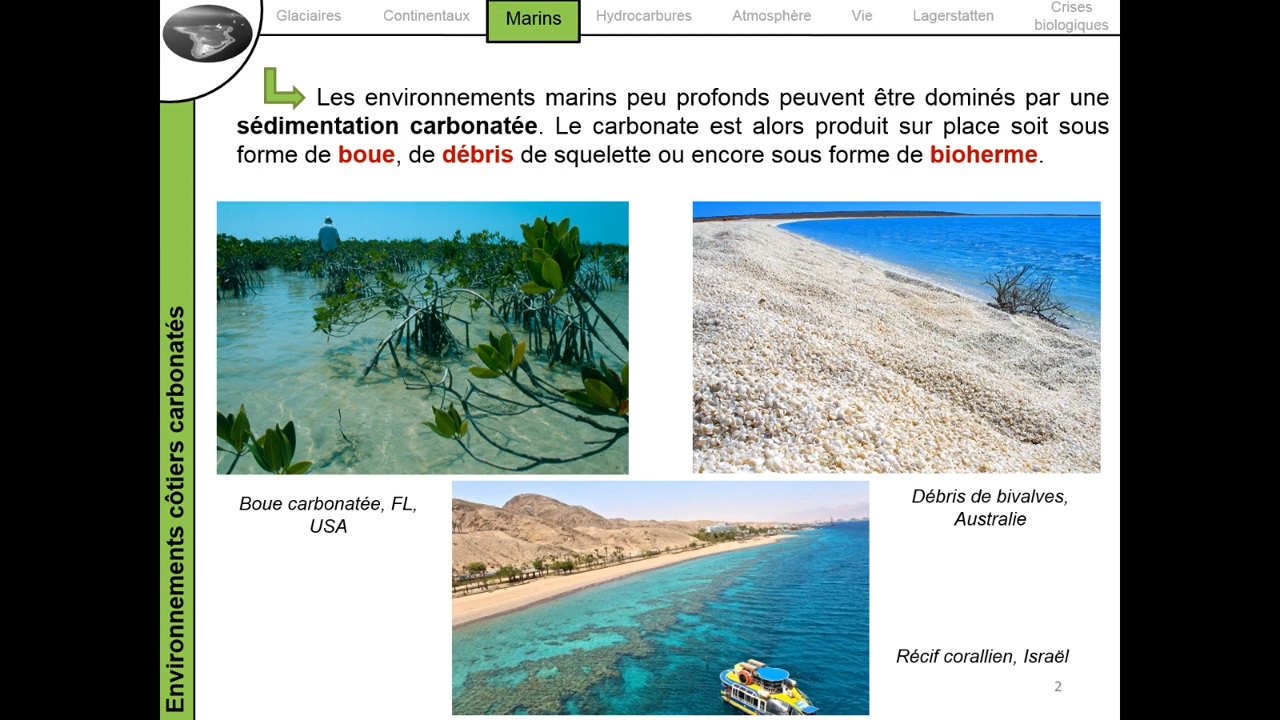 Glaciaires
Continentaux
Marins
Hydrocarbures
Atmosphère
Vie
Lagerstatten
Crises
biologiques
Les environnements marins peu profonds peuvent être dominés par une
sédimentation carbonatée. Le carbonate est alors produit sur place soit sous
forme de boue, de débris de squelette ou encore sous forme de bioherme.
Environnements côtiers carbonatés
Boue carbonatée, FL,
USA
Débris de bivalves,
Australie
Récif corallien, Israël
2